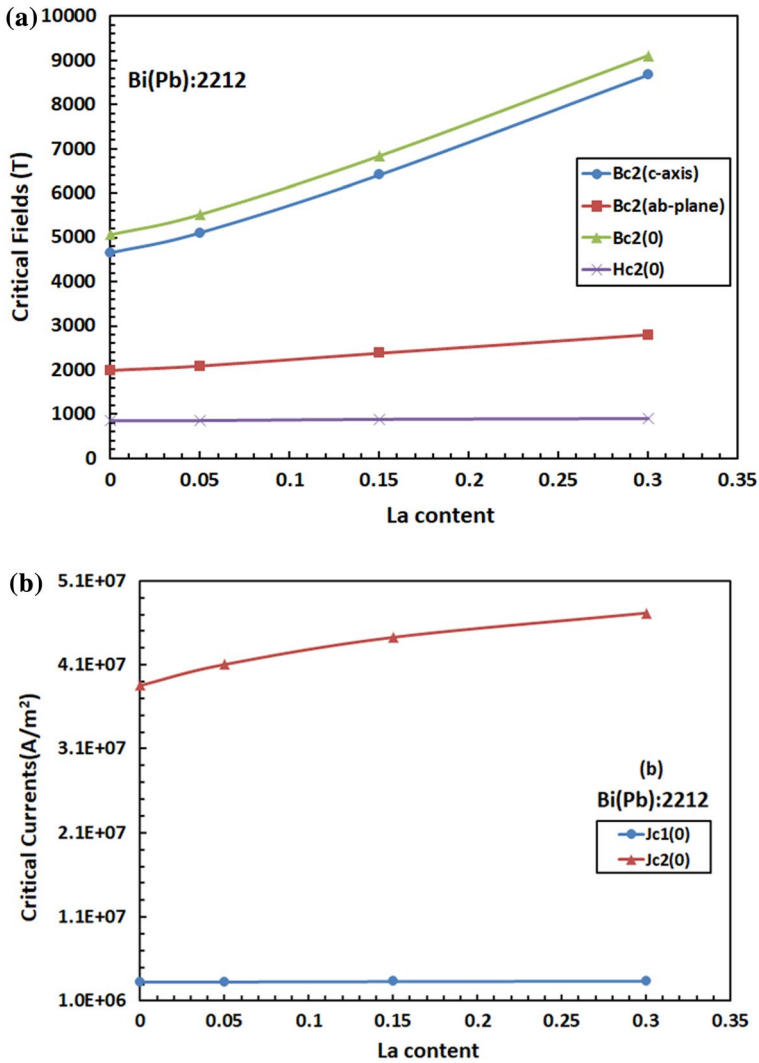 (a)
10000
9000
8000
7000
6000
5000
4000
3000
2000
1000
0
Critical Fields (T)
Bi(Pb):2212
Bc2(c-axis)
Bc2(ab-plane)
Bc2(0)
Hc2(0)
0 0.05 0.1 0.15 0.2 0.25 0.3 0.35
La content
(b)
5.1E+07
4.1E+07
3.1E+07
2.1E+07
1.1E+07
1.0E+06
Critical Currents(A/m²)
(b)
Bi(Pb):2212
Jc1(0)
Jc2(0)
0 0.05 0.1 0.15 0.2 0.25 0.3 0.35
La content